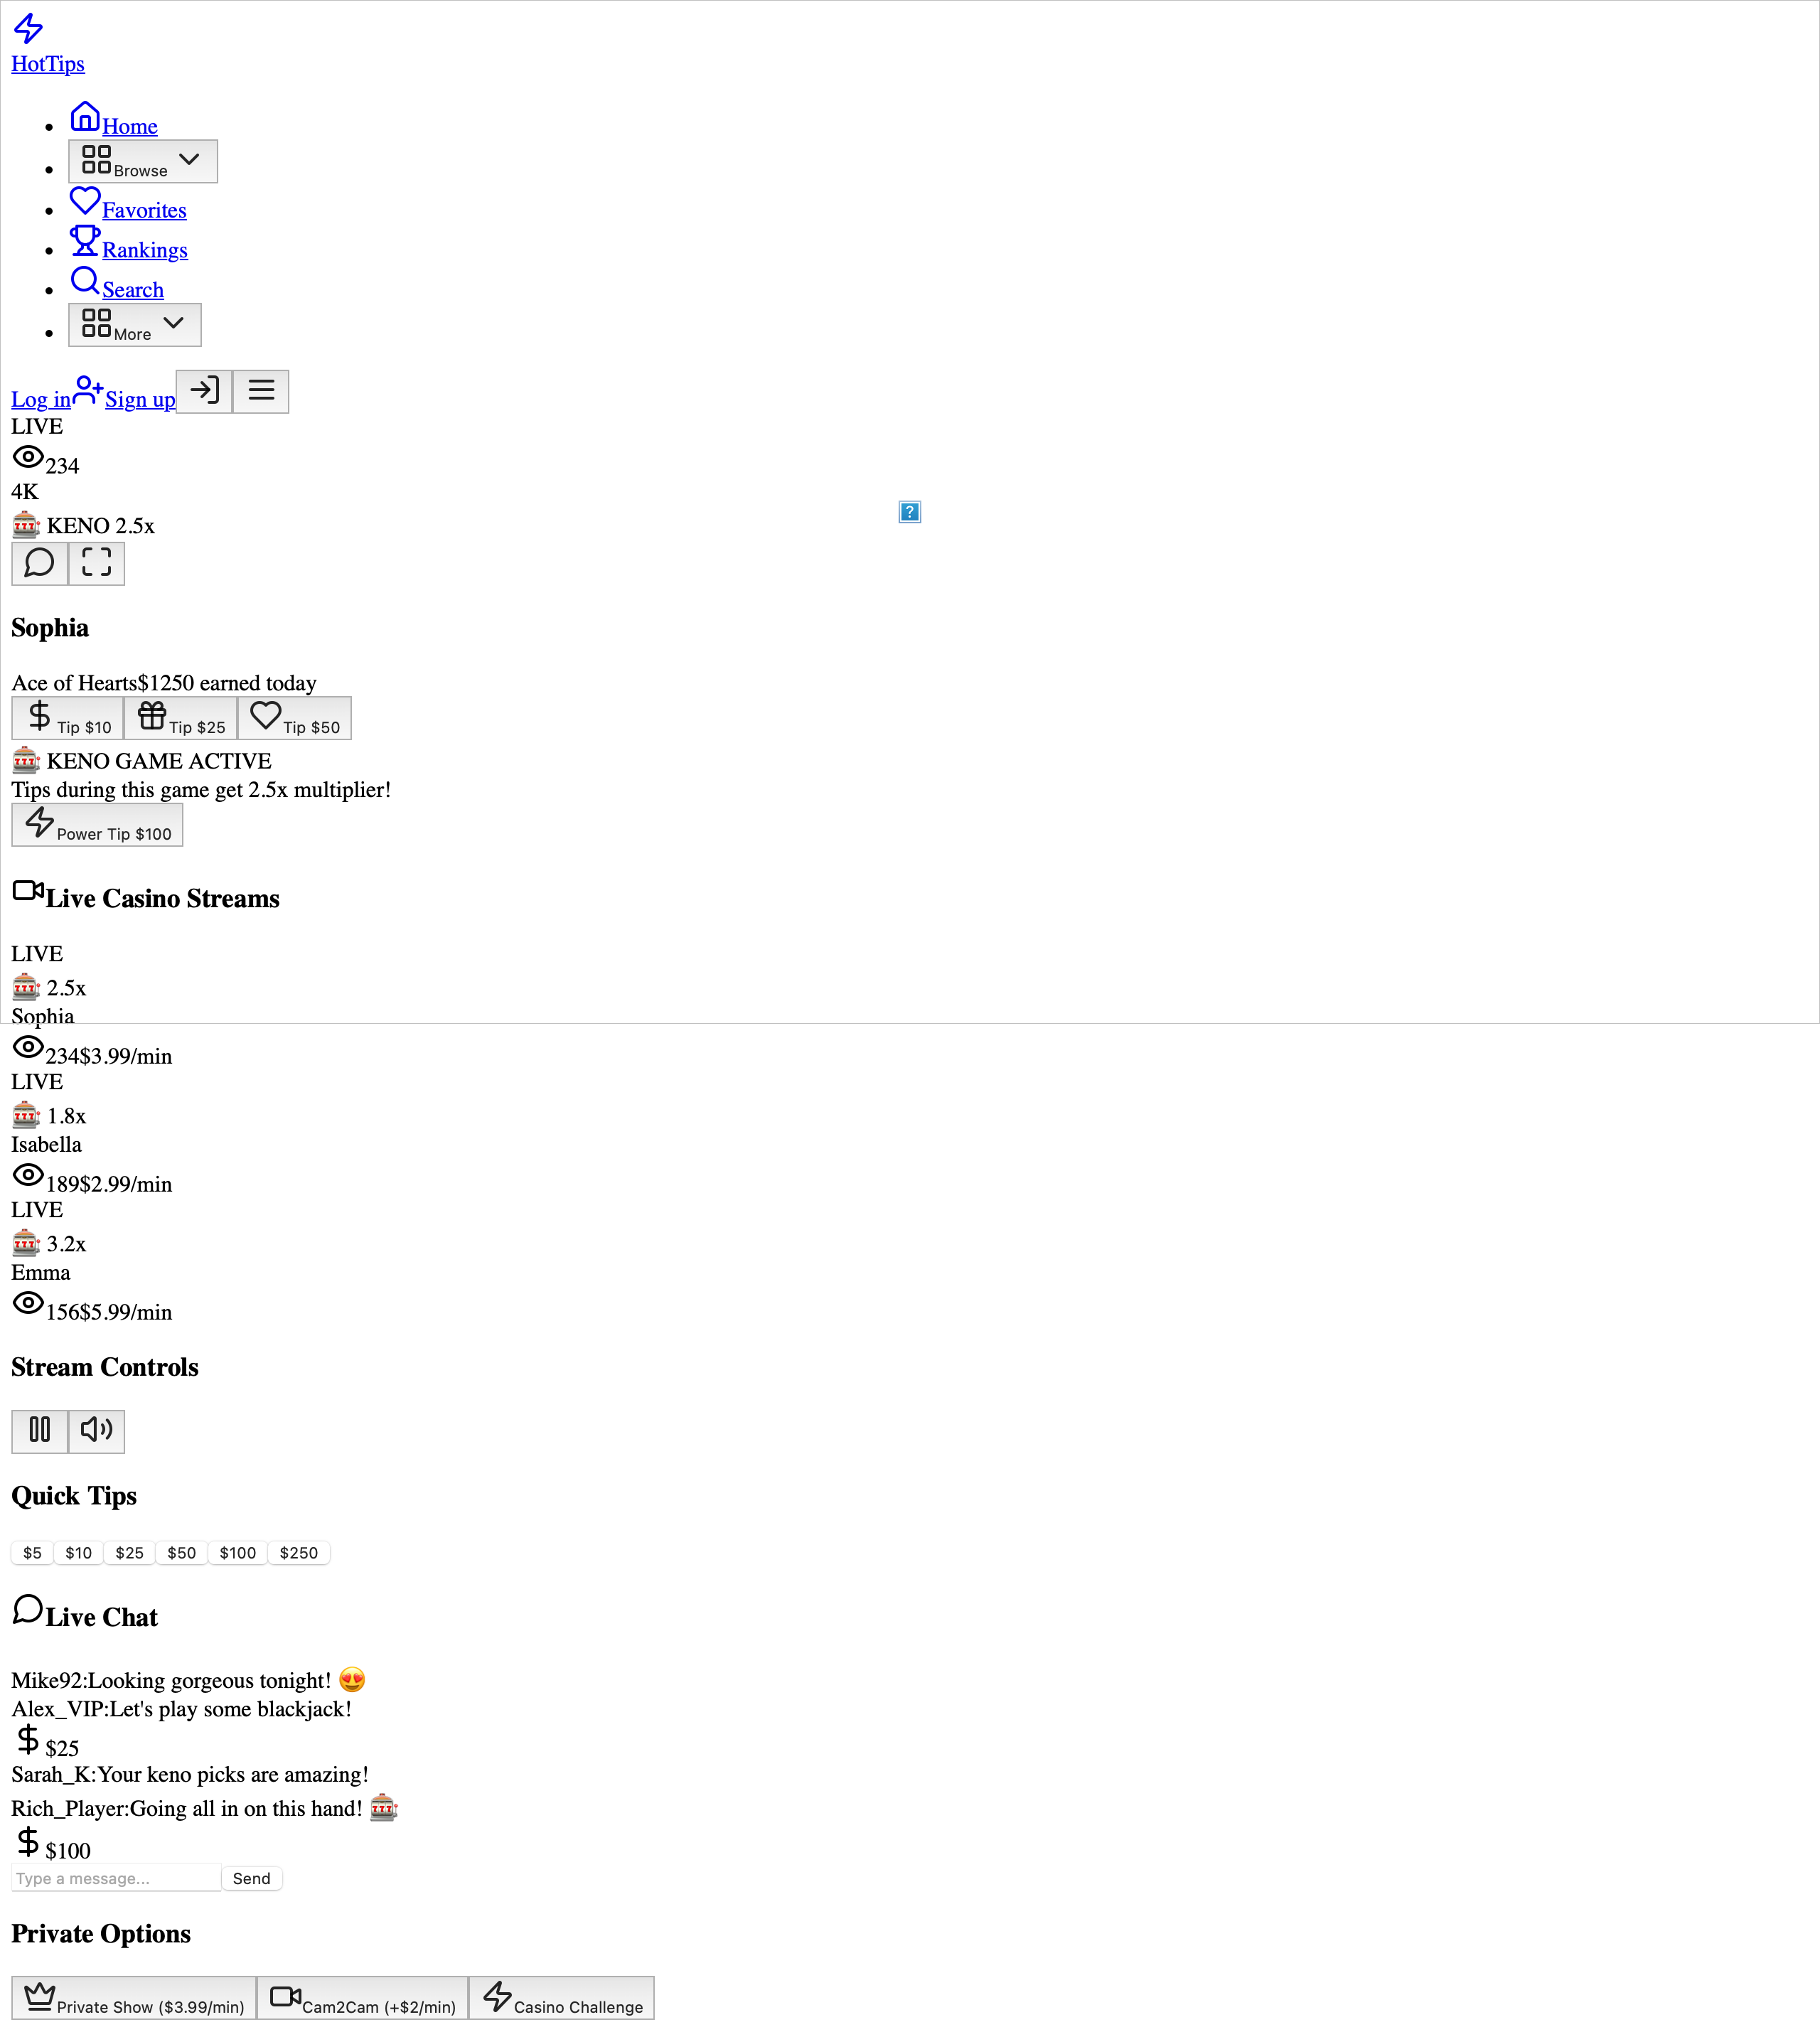 HotTips
Home
Browse
Favorites
Rankings
Search
More
Log in Sign up
LIVE
234
4K
🎰 KENO 2.5x
?
Sophia
Ace of Hearts$1250 earned today
Tip $10 Tip $25 Tip $50
🎰 KENO GAME ACTIVE
Tips during this game get 2.5x multiplier!
Power Tip $100
Live Casino Streams
LIVE
🎰 2.5x
Sophia
234$3.99/min
LIVE
🎰 1.8x
Isabella
189$2.99/min
LIVE
🎰 3.2x
Emma
156$5.99/min
Stream Controls
Quick Tips
$5 $10 $25 $50 $100 $250
Live Chat
Mike92:Looking gorgeous tonight! 😍
Alex_VIP:Let's play some blackjack!
$25
Sarah_K:Your keno picks are amazing!
Rich_Player:Going all in on this hand! 🎰
$100
Type a message... Send
Private Options
Private Show ($3.99/min) Cam2Cam (+$2/min) Casino Challenge